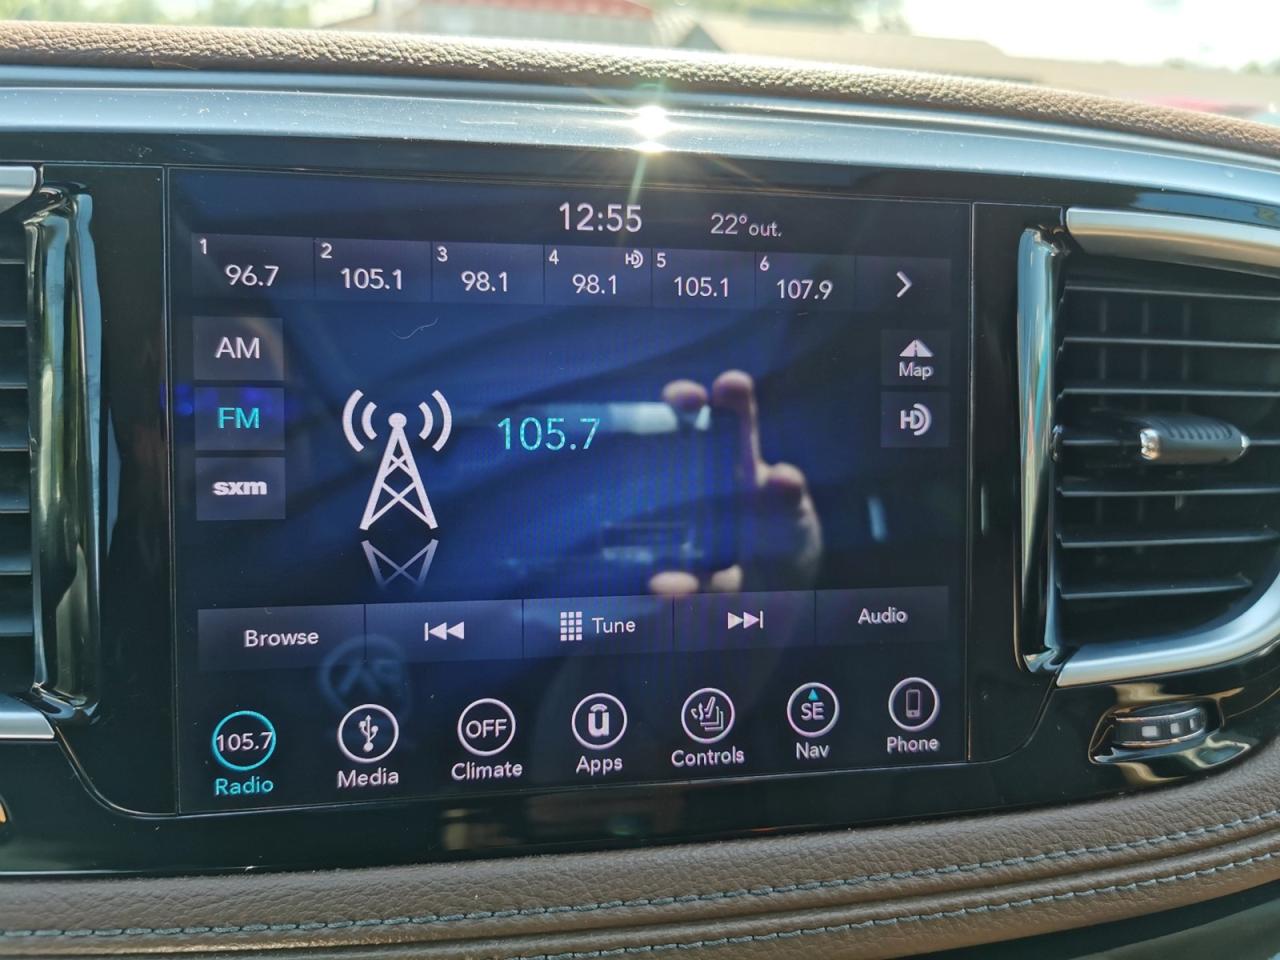 12:55 22°out.
1 2 3 4 HD 5 6
96.7 105.1 98.1 98.1 105.1 107.9
AM
Map
FM
105.7
HD
sxm
Browse Tune Audio
105.7 OFF SE
Radio Media Climate Apps Controls Nav Phone